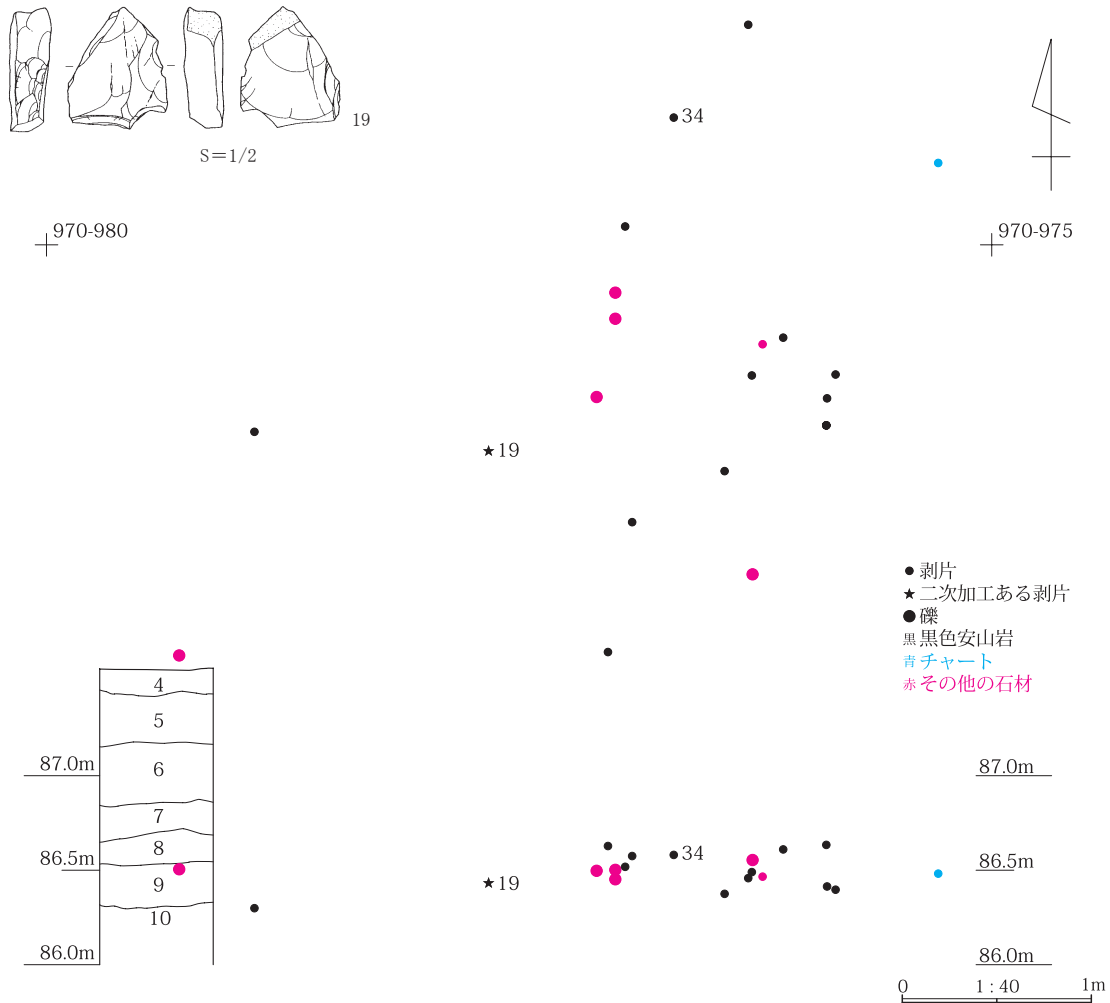 19
S=1/2
34
970-980
970-975
19
剥片
二次加工ある剥片
礫
黒 黒色安山岩
青 チャート
赤 その他の石材
4
5
87.0m
6
87.0m
7
8
86.5m
34
86.5m
9
19
10
86.0m
86.0m
0 1 : 40 1m